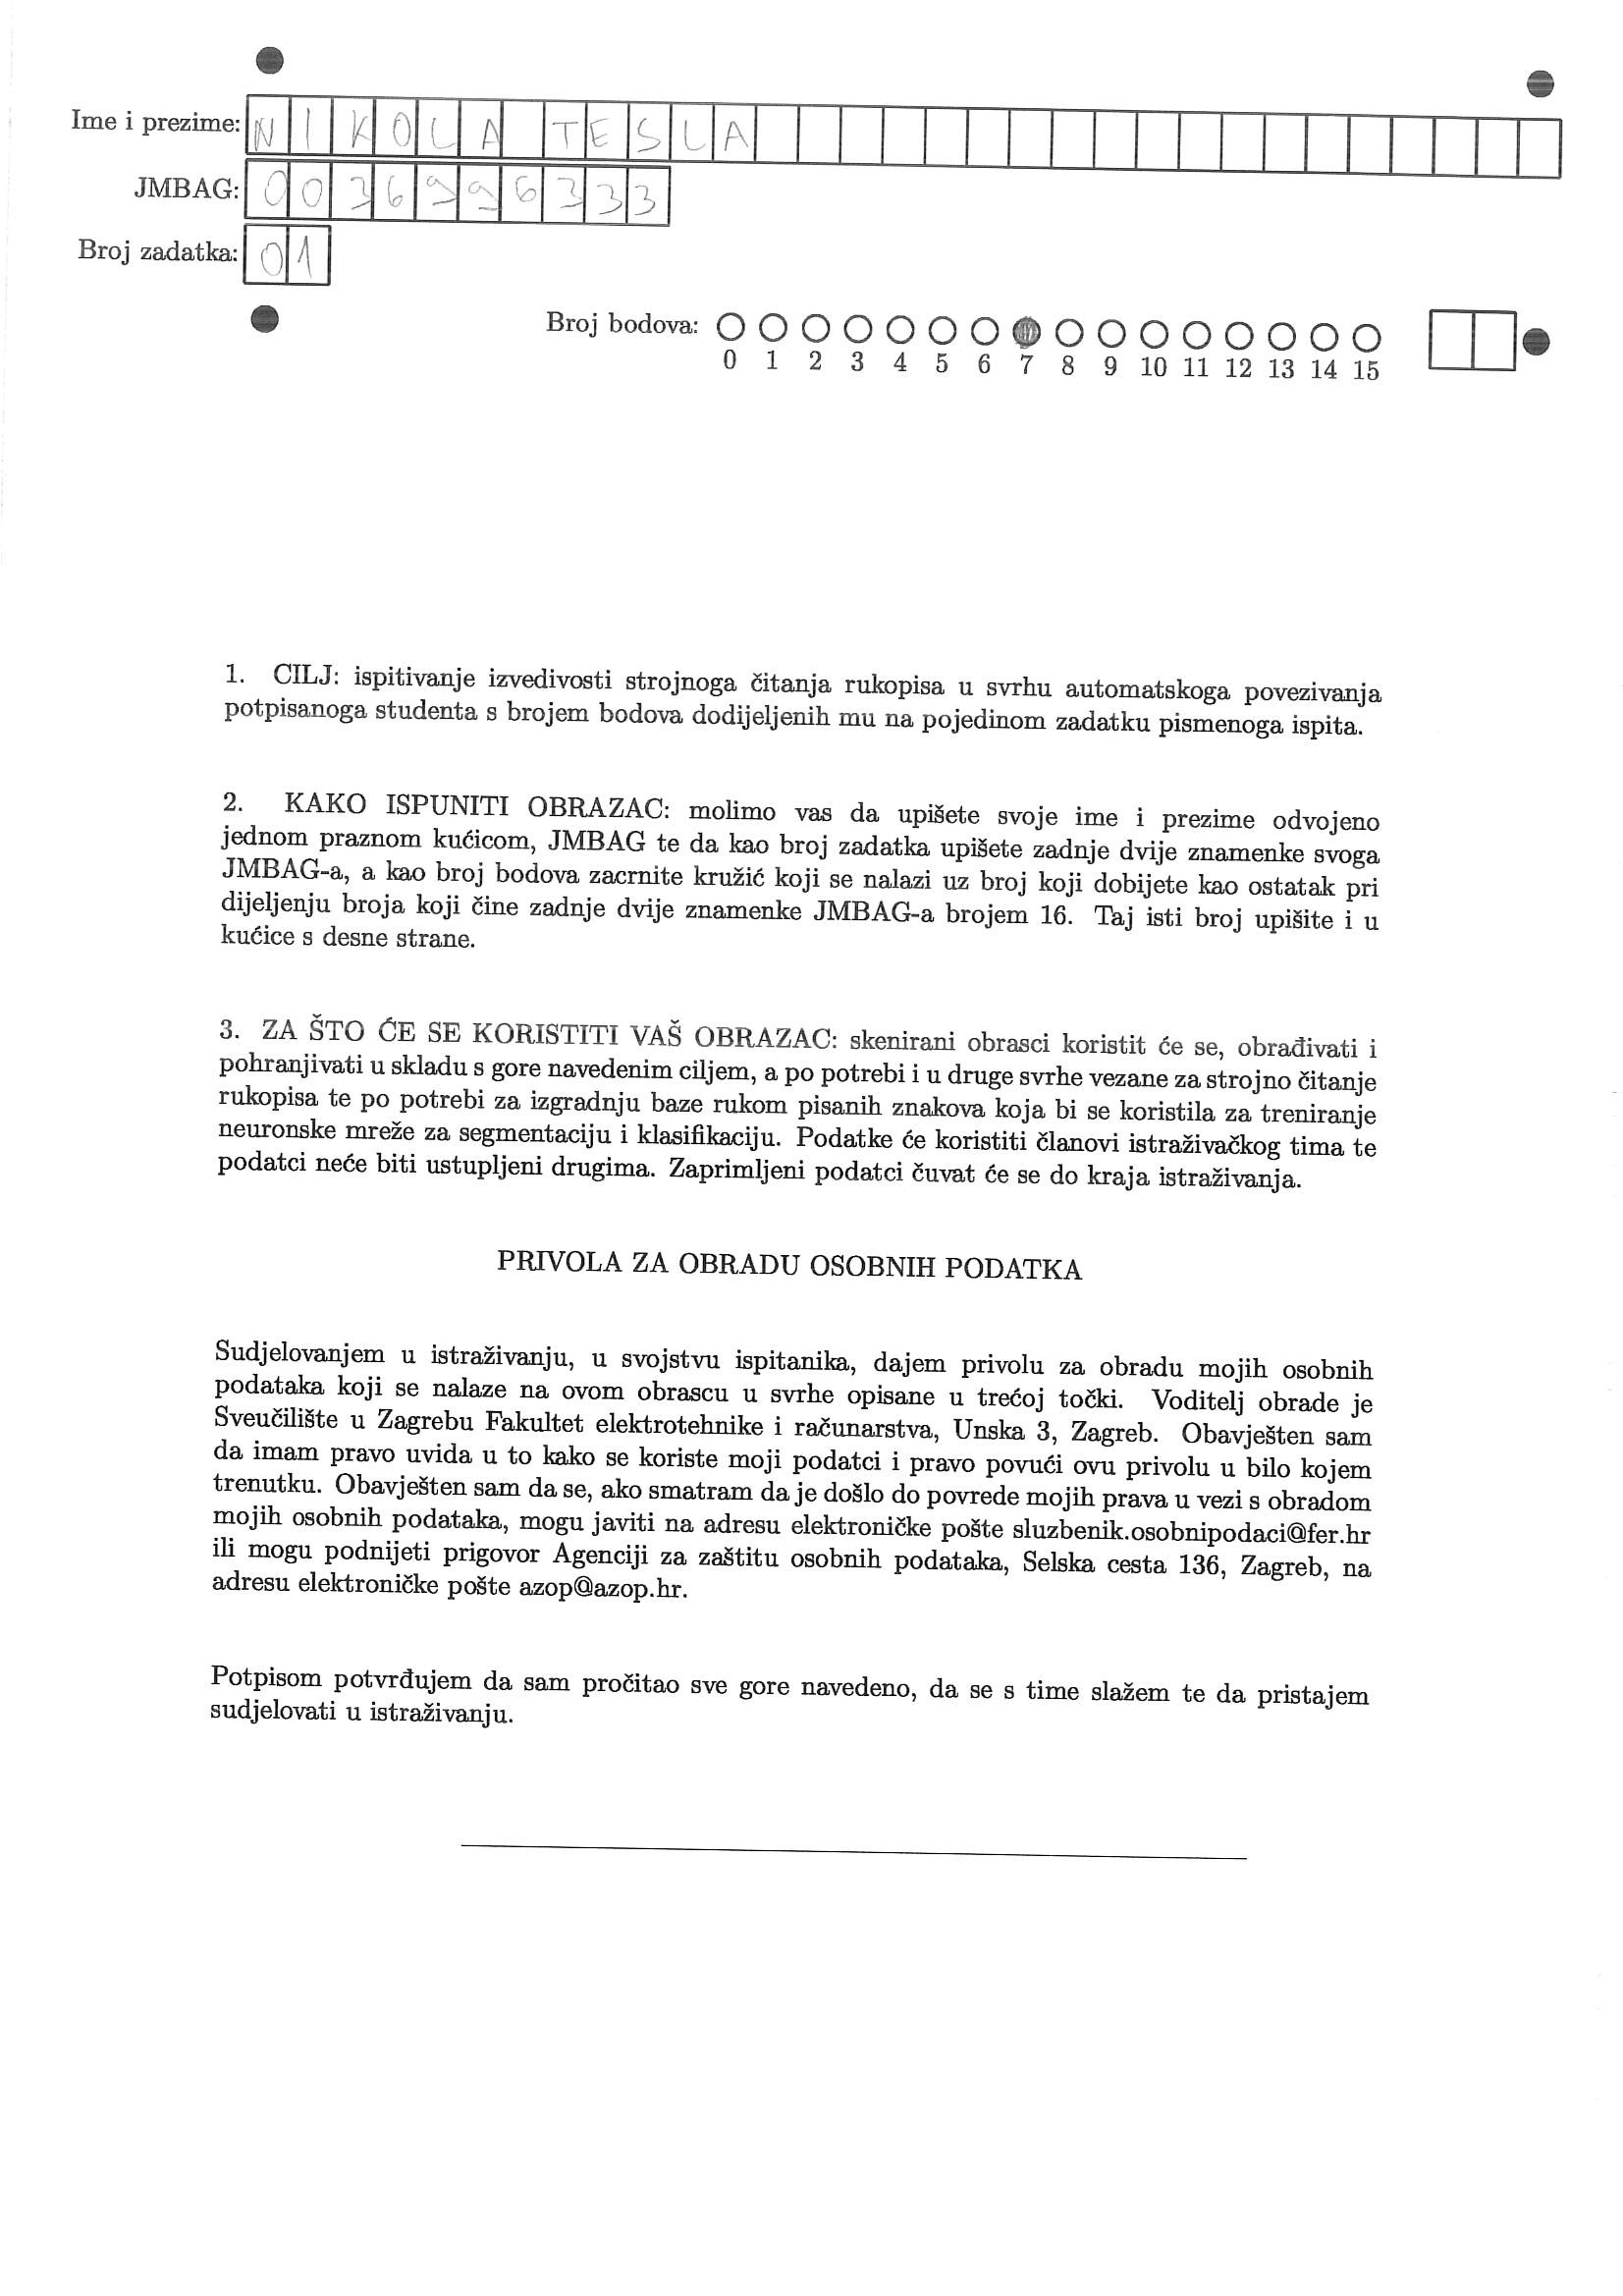 Ime i prezime: NIKOLA TESLA
JMBAG: 0036996333
Broj zadatka: 01
Broj bodova:
0 1 2 3 4 5 6 7 8 9 10 11 12 13 14 15
1. CILJ: ispitivanje izvedivosti strojnoga čitanja rukopisa u svrhu automatskoga povezivanja
potpisanoga studenta s brojem bodova dodijeljenih mu na pojedinom zadatku pismenoga ispita.
2. KAKO ISPUNITI OBRAZAC: molimo vas da upišete svoje ime i prezime odvojeno
jednom praznom kućicom, JMBAG te da kao broj zadatka upišete zadnje dvije znamenke svoga
JMBAG-a, a kao broj bodova zacrnite kružić koji se nalazi uz broj koji dobijete kao ostatak pri
dijeljenju broja koji čine zadnje dvije znamenke JMBAG-a brojem 16. Taj isti broj upišite i u
kućice s desne strane.
3. ZA ŠTO ĆE SE KORISTITI VAŠ OBRAZAC: skenirani obrasci koristit će se, obrađivati i
pohranjivati u skladu s gore navedenim ciljem, a po potrebi i u druge svrhe vezane za strojno čitanje
rukopisa te po potrebi za izgradnju baze rukom pisanih znakova koja bi se koristila za treniranje
neuronske mreže za segmentaciju i klasifikaciju. Podatke će koristiti članovi istraživačkog tima te
podatci neće biti ustupljeni drugima. Zaprimljeni podatci čuvat će se do kraja istraživanja.
PRIVOLA ZA OBRADU OSOBNIH PODATKA
Sudjelovanjem u istraživanju, u svojstvu ispitanika, dajem privolu za obradu mojih osobnih
podataka koji se nalaze na ovom obrascu u svrhe opisane u trećoj točki. Voditelj obrade je
Sveučilište u Zagrebu Fakultet elektrotehnike i računarstva, Unska 3, Zagreb. Obavješten sam
da imam pravo uvida u to kako se koriste moji podatci i pravo povući ovu privolu u bilo kojem
trenutku. Obavješten sam da se, ako smatram da je došlo do povrede mojih prava u vezi s obradom
mojih osobnih podataka, mogu javiti na adresu elektroničke pošte sluzbenik.osobnipodaci@fer.hr
ili mogu podnijeti prigovor Agenciji za zaštitu osobnih podataka, Selska cesta 136, Zagreb, na
adresu elektroničke pošte azop@azop.hr.
Potpisom potvrđujem da sam pročitao sve gore navedeno, da se s time slažem te da pristajem
sudjelovati u istraživanju.